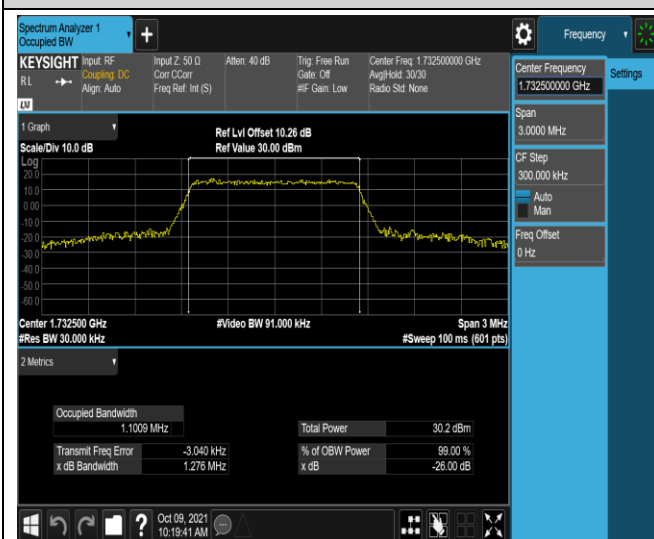 Spectrum Analyzer 1
Occupied BW
+
Frequency
KEYSIGHT
RL
LXI
Input: RF
Coupling: DC
Align: Auto
Input Z: 50 Ω
Corr CCorr
Freq Ref: Int (S)
Atten: 40 dB
Trig: Free Run
Gate: Off
#IF Gain: Low
Center Freq: 1.732500000 GHz
Avg|Hold: 30/30
Radio Std: None
Center Frequency
1.732500000 GHz
Settings
Span
3.0000 MHz
CF Step
300.000 kHz
Auto
Man
Freq Offset
0 Hz
1 Graph
Scale/Div 10.0 dB
Ref Lvl Offset 10.26 dB
Ref Value 30.00 dBm
Log
20.0
10.0
0.00
-10.0
-20.0
-30.0
-40.0
-50.0
-60.0
Center 1.732500 GHz
#Res BW 30.000 kHz
#Video BW 91.000 kHz
Span 3 MHz
#Sweep 100 ms (601 pts)
2 Metrics
Occupied Bandwidth
1.1009 MHz
Total Power 30.2 dBm
Transmit Freq Error -3.040 kHz
% of OBW Power 99.00 %
x dB Bandwidth 1.276 MHz
x dB -26.00 dB
?
Oct 09, 2021
10:19:41 AM